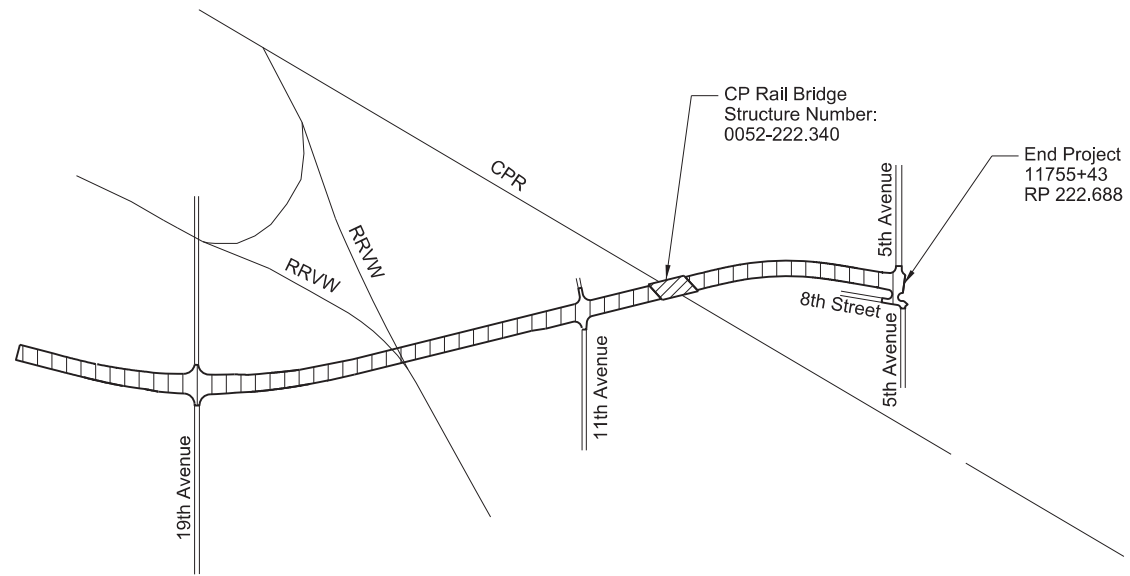 CP Rail Bridge
Structure Number:
0052-222.340
End Project
11755+43
RP 222.688
CPR
5th Avenue
RRVW
RRVW
8th Street
5th Avenue
11th Avenue
19th Avenue